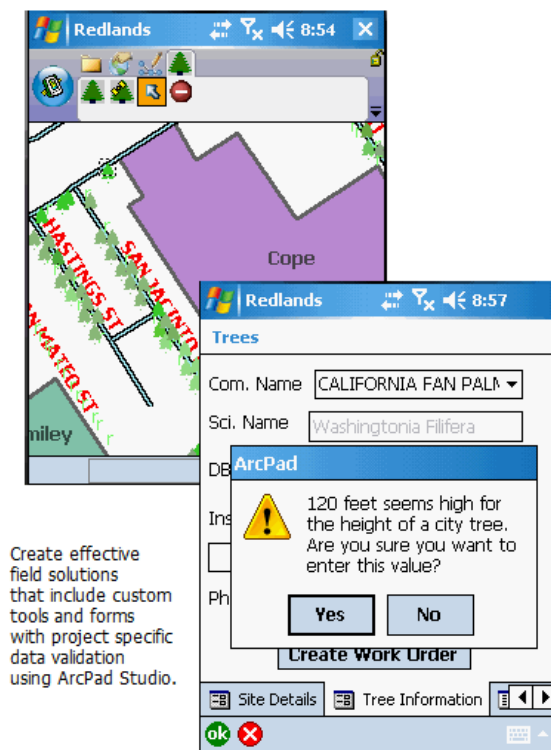 Redlands 8:54
Cope
HASTINGS ST
SAN JACINTO
MATEO ST
miley
Redlands 8:57
Trees
Com. Name CALIFORNIA FAN PALM
Sci. Name Washingtonia Filifera
DB
ArcPad
120 feet seems high for
the height of a city tree.
Are you sure you want to
enter this value?
Ins
Ph
Yes No
Create Work Order
Site Details Tree Information
ok
Create effective
field solutions
that include custom
tools and forms
with project specific
data validation
using ArcPad Studio.